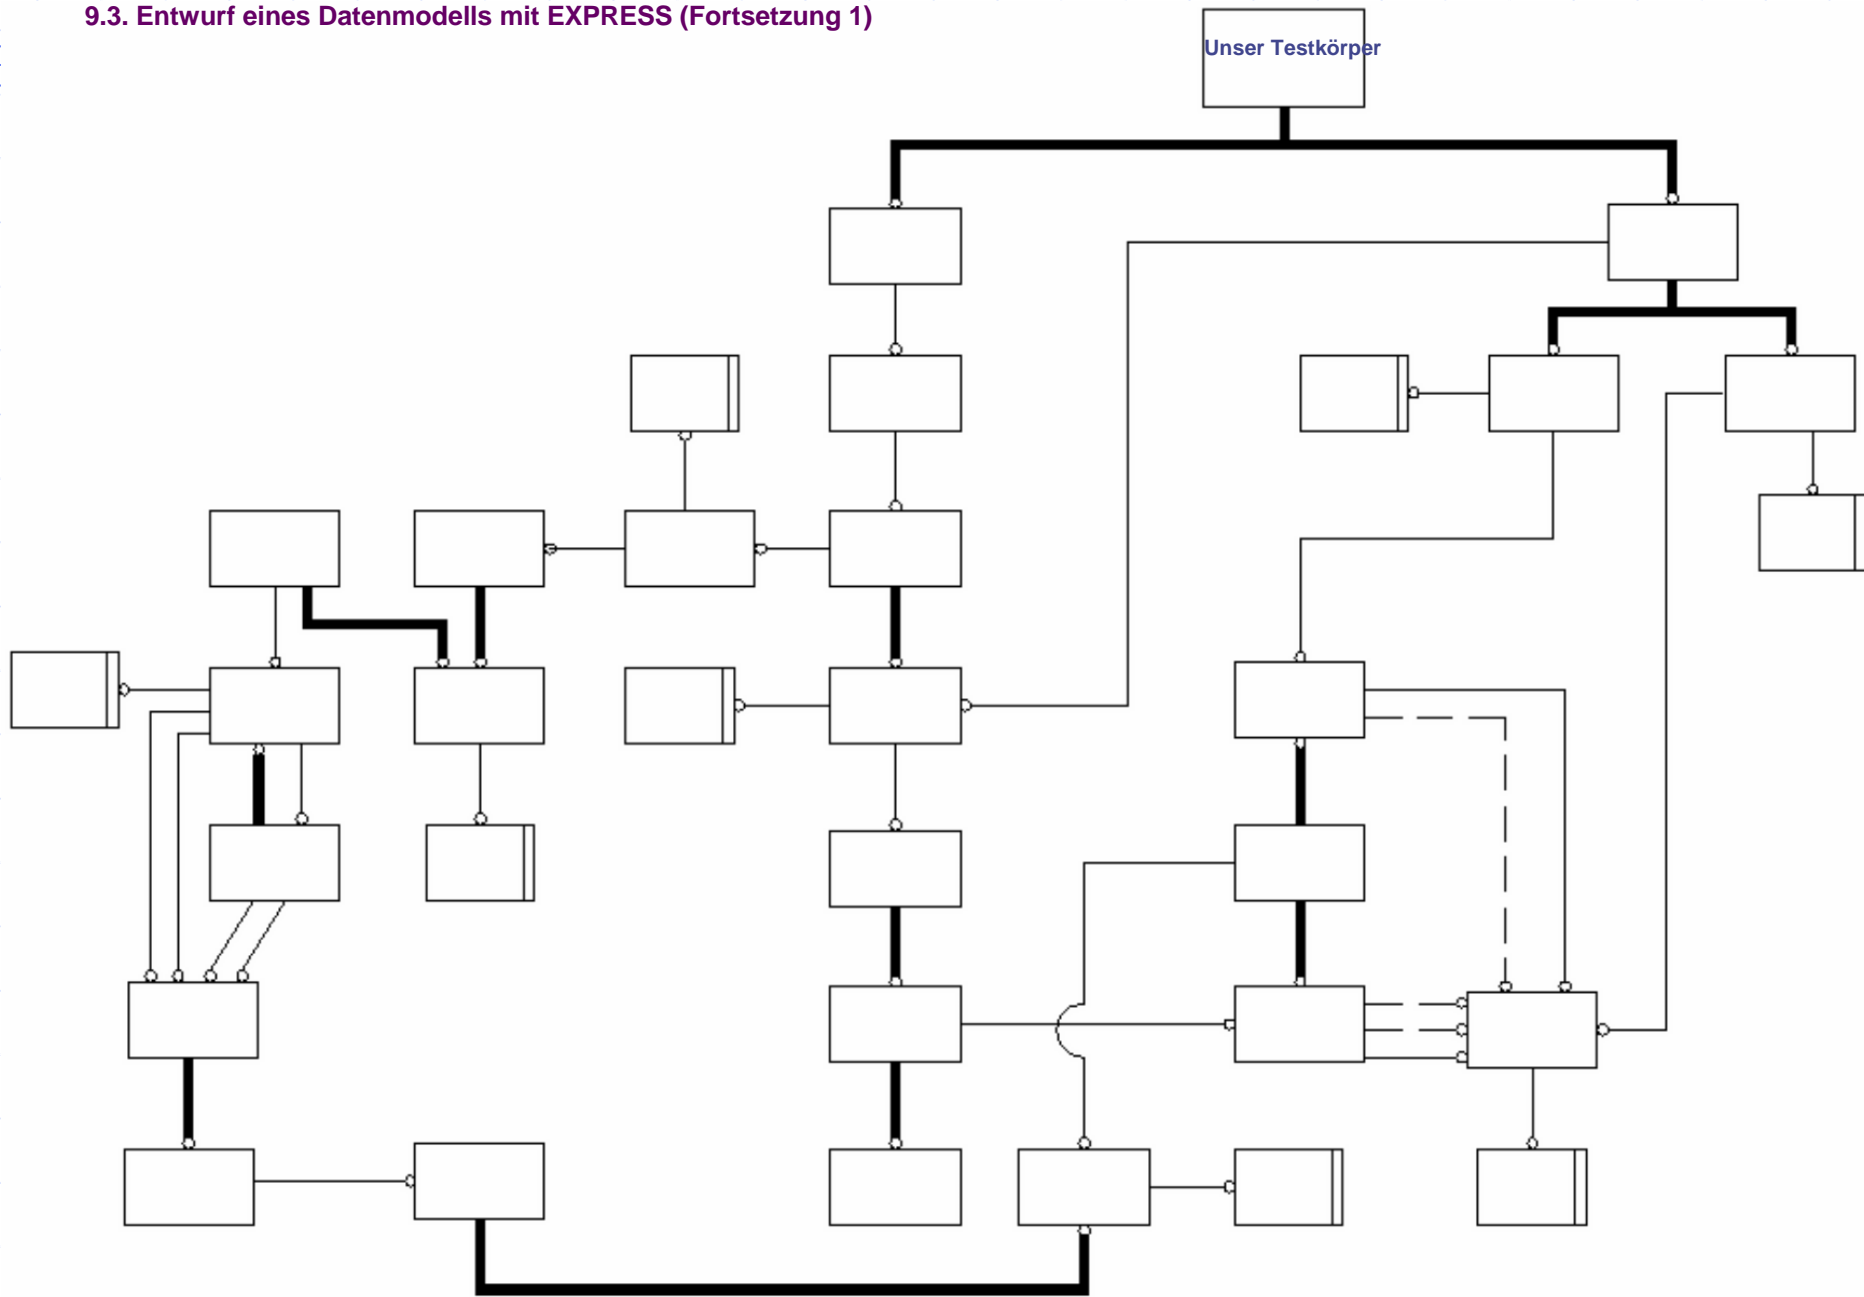 9.3. Entwurf eines Datenmodells mit EXPRESS (Fortsetzung 1)
Unser Testkörper